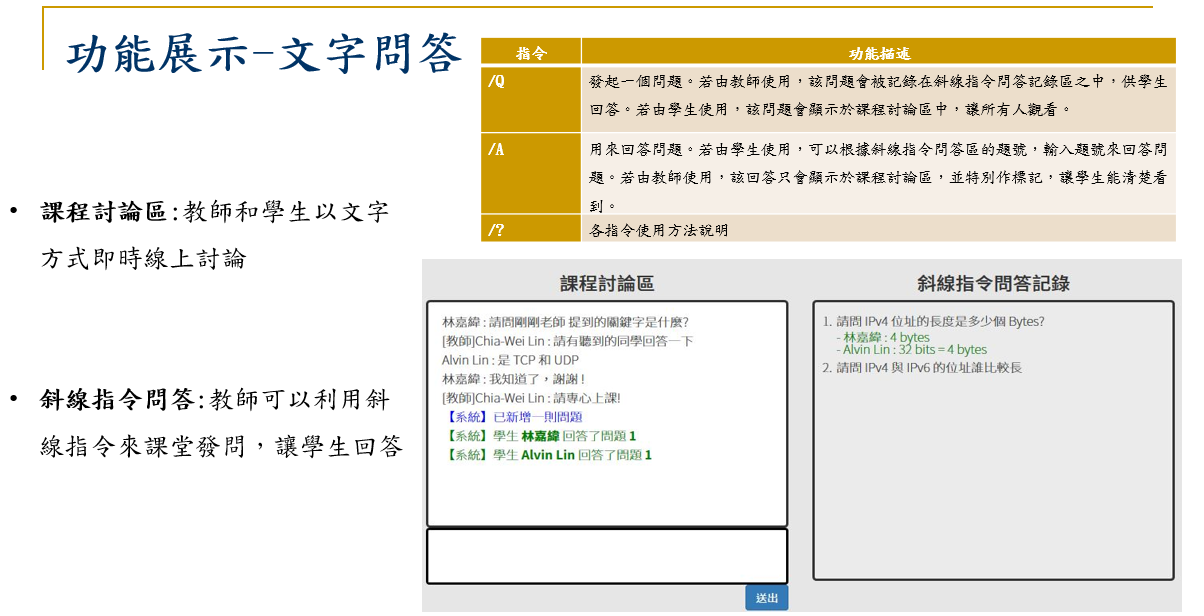 功能展示-文字問答
指令 功能描述
/Q 發起一個問題。若由教師使用，該問題會被記錄在斜線指令問答記錄區之中，供學生
回答。若由學生使用，該問題會顯示於課程討論區中，讓所有人觀看。
/A 用來回答問題。若由學生使用，可以根據斜線指令問答區的題號，輸入題號來回答問
題。若由教師使用，該回答只會顯示於課程討論區，並特別作標記，讓學生能清楚看
到。
/? 各指令使用方法說明
• 課程討論區:教師和學生以文字
方式即時線上討論
• 斜線指令問答:教師可以利用斜
線指令來課堂發問，讓學生回答
課程討論區
林嘉緯 : 請問剛剛老師 提到的關鍵字是什麼?
[教師]Chia-Wei Lin : 請有聽到的同學回答一下
Alvin Lin : 是 TCP 和 UDP
林嘉緯 : 我知道了，謝謝 !
[教師]Chia-Wei Lin : 請專心上課!
【系統】已新增一則問題
【系統】學生 林嘉緯 回答了問題 1
【系統】學生 Alvin Lin 回答了問題 1
送出
斜線指令問答記錄
1. 請問 IPv4 位址的長度是多少個 Bytes?
- 林嘉緯 : 4 bytes
- Alvin Lin : 32 bits = 4 bytes
2. 請問 IPv4 與 IPv6 的位址誰比較長